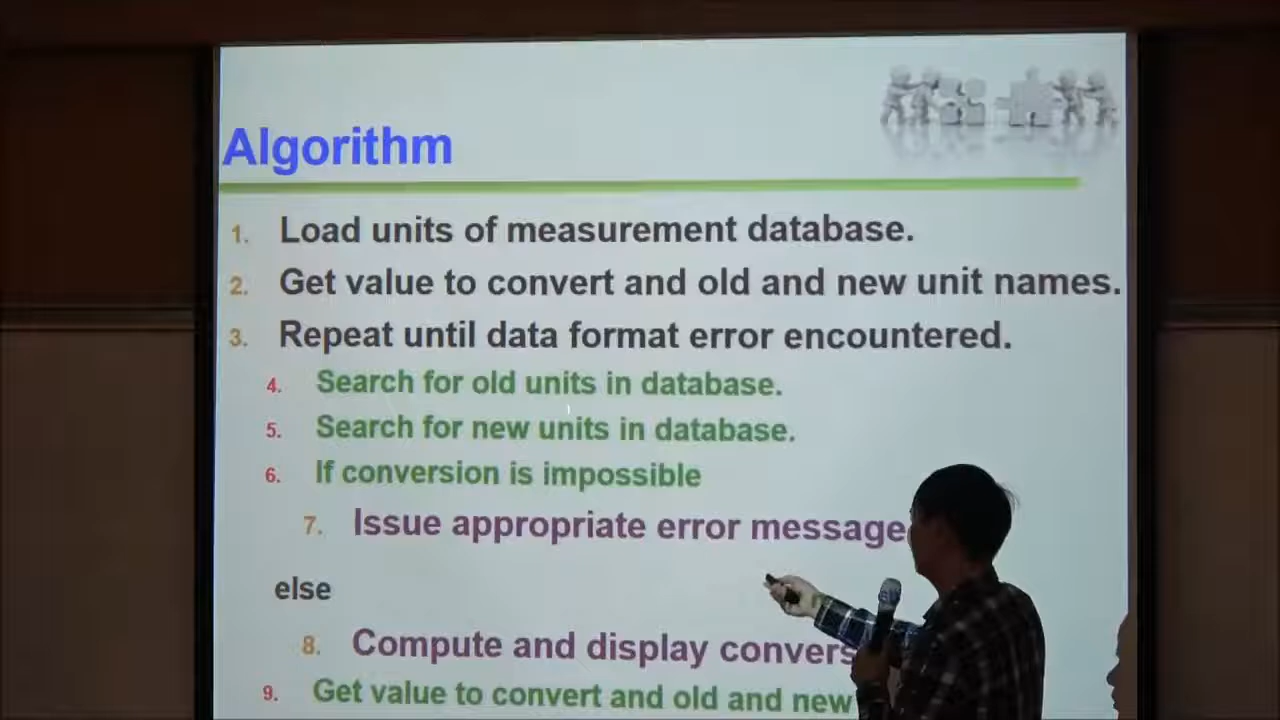 Algorithm
1. Load units of measurement database.
2. Get value to convert and old and new unit names.
3. Repeat until data format error encountered.
4. Search for old units in database.
5. Search for new units in database.
6. If conversion is impossible
7. Issue appropriate error message
else
8. Compute and display convers
9. Get value to convert and old and new